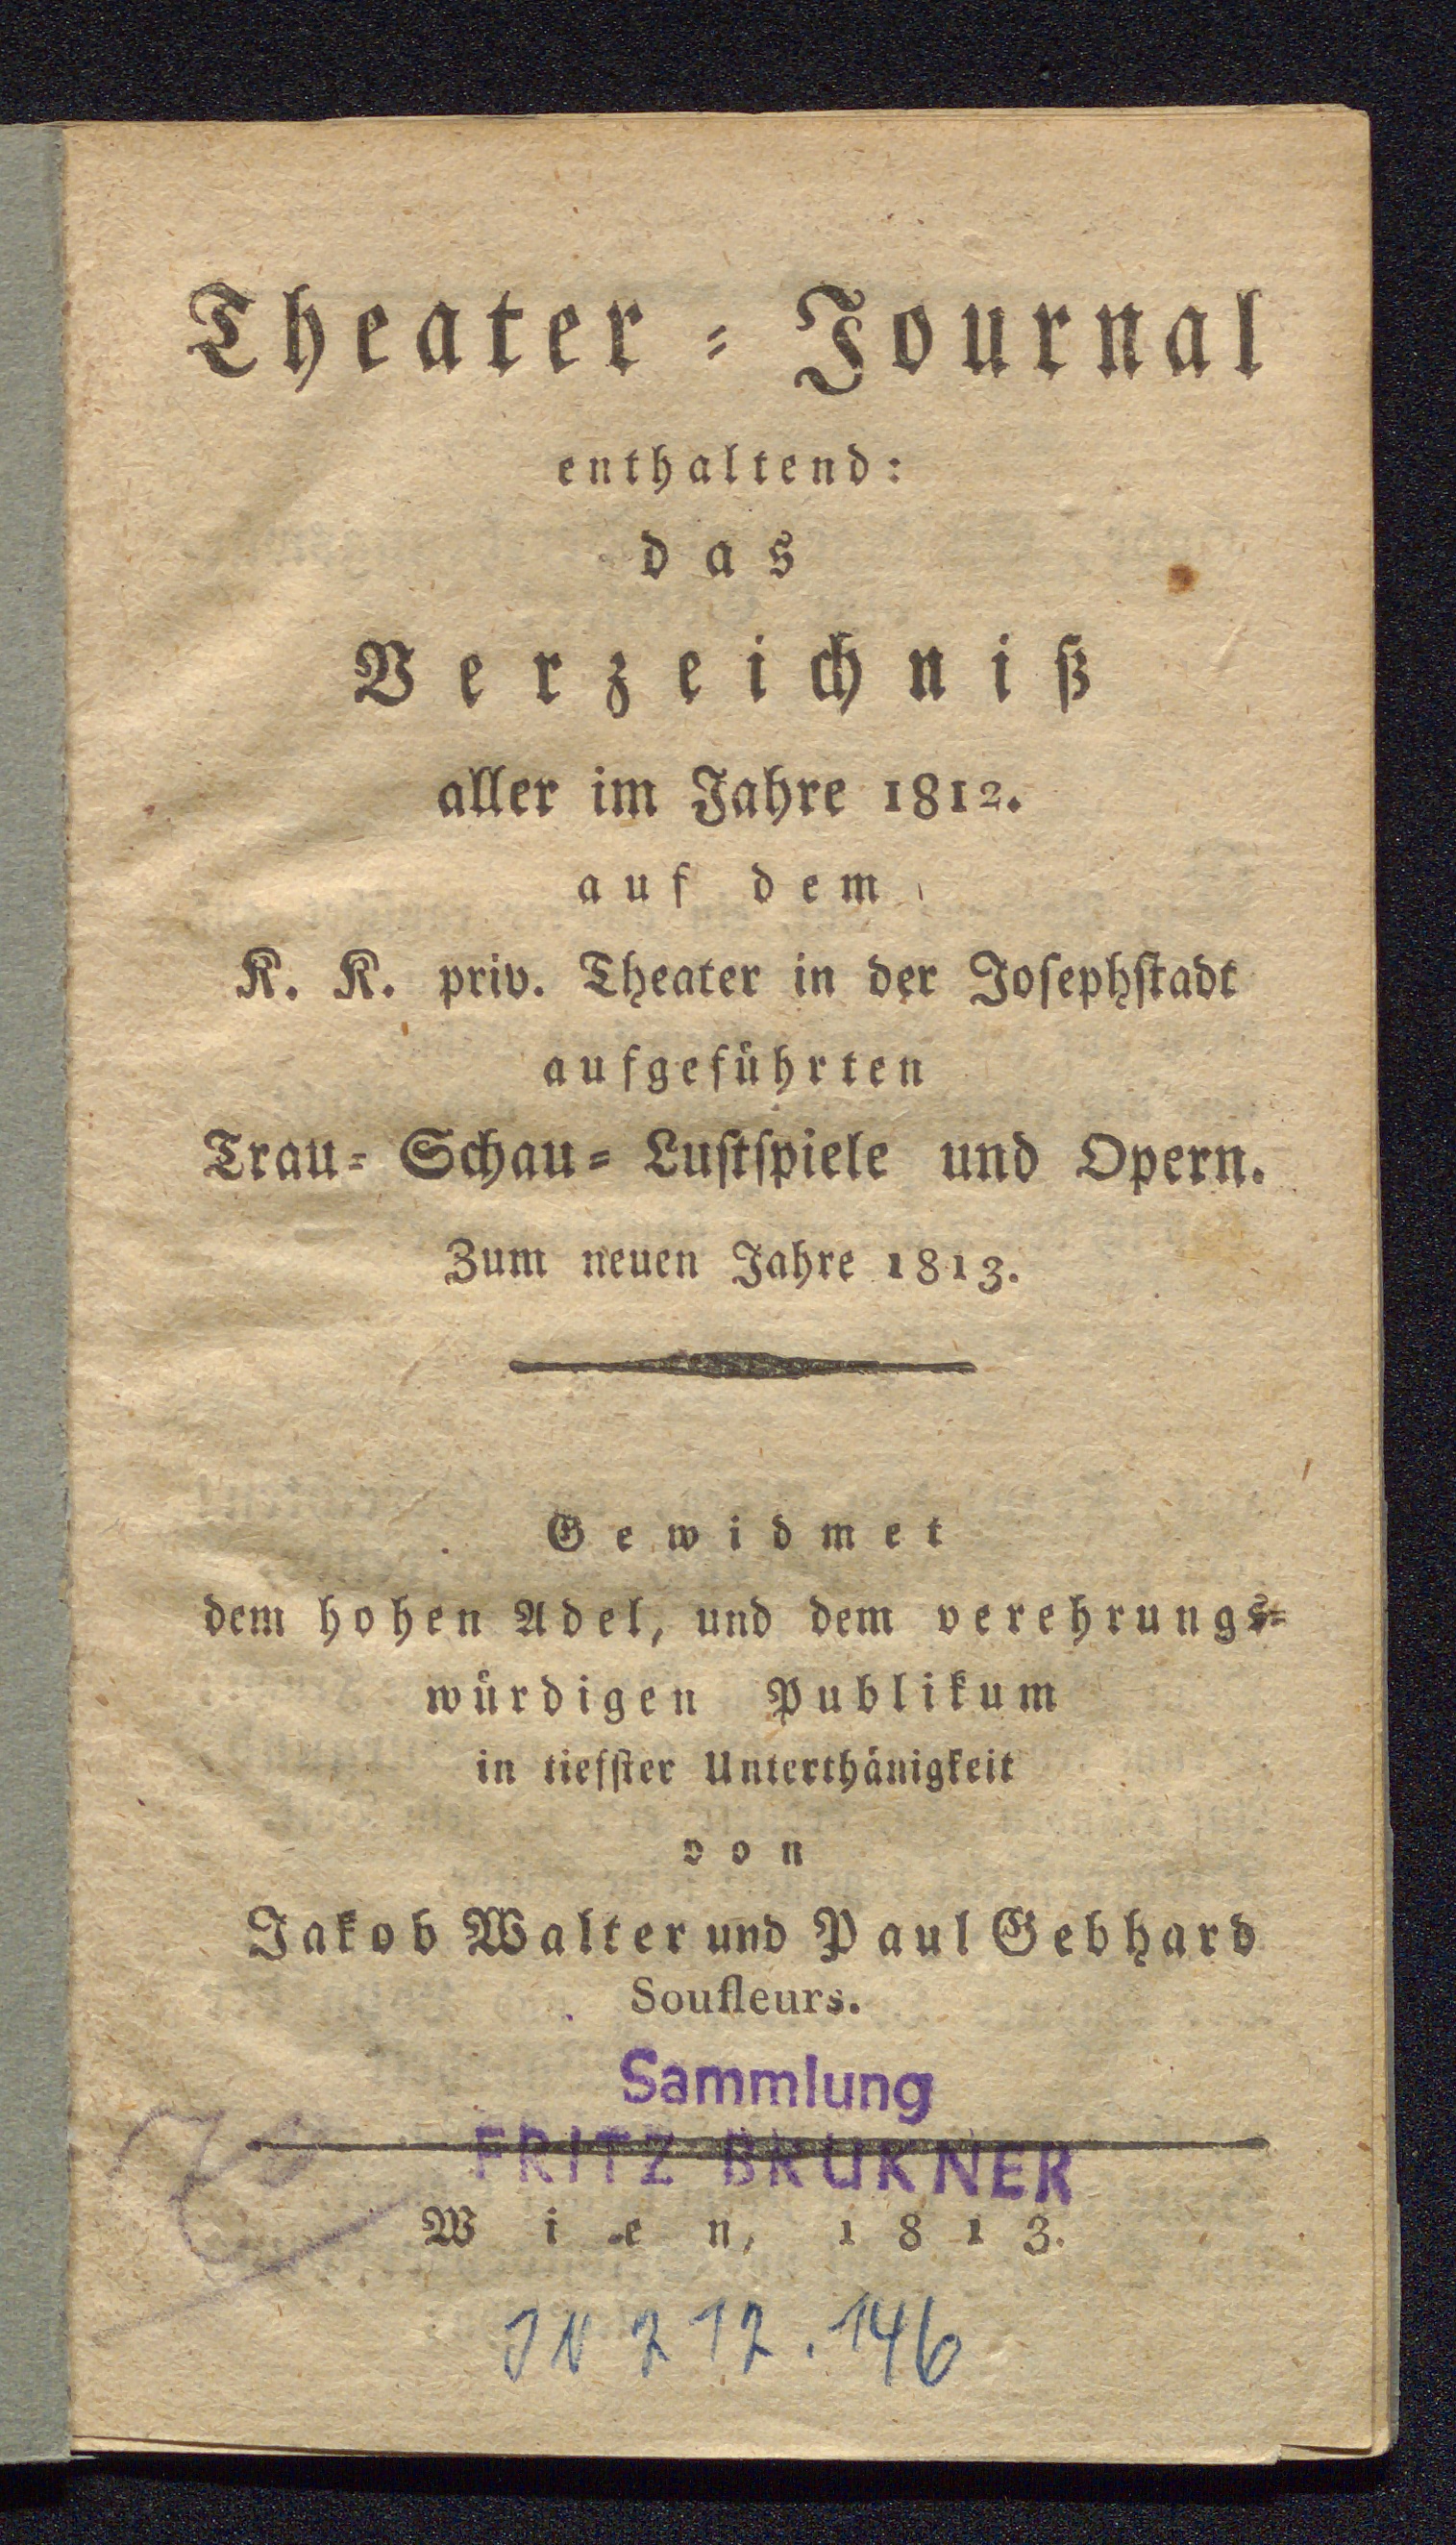 Theater-Journal
enthaltend:
das
Verzeichniß
aller im Jahre 1812.
auf dem
K. K. priv. Theater in der Josephstadt
aufgeführten
Trau- Schau- Lustspiele und Opern.
Zum neuen Jahre 1813.
Gewidmet
dem hohen Adel, und dem verehrungs-
würdigen Publikum
in tiefster Unterthänigkeit
von
Jakob Walter und Paul Gebhard
Soufleurs.
Sammlung
FRITZ BRUKNER
Wien, 1813.
JN 212.146